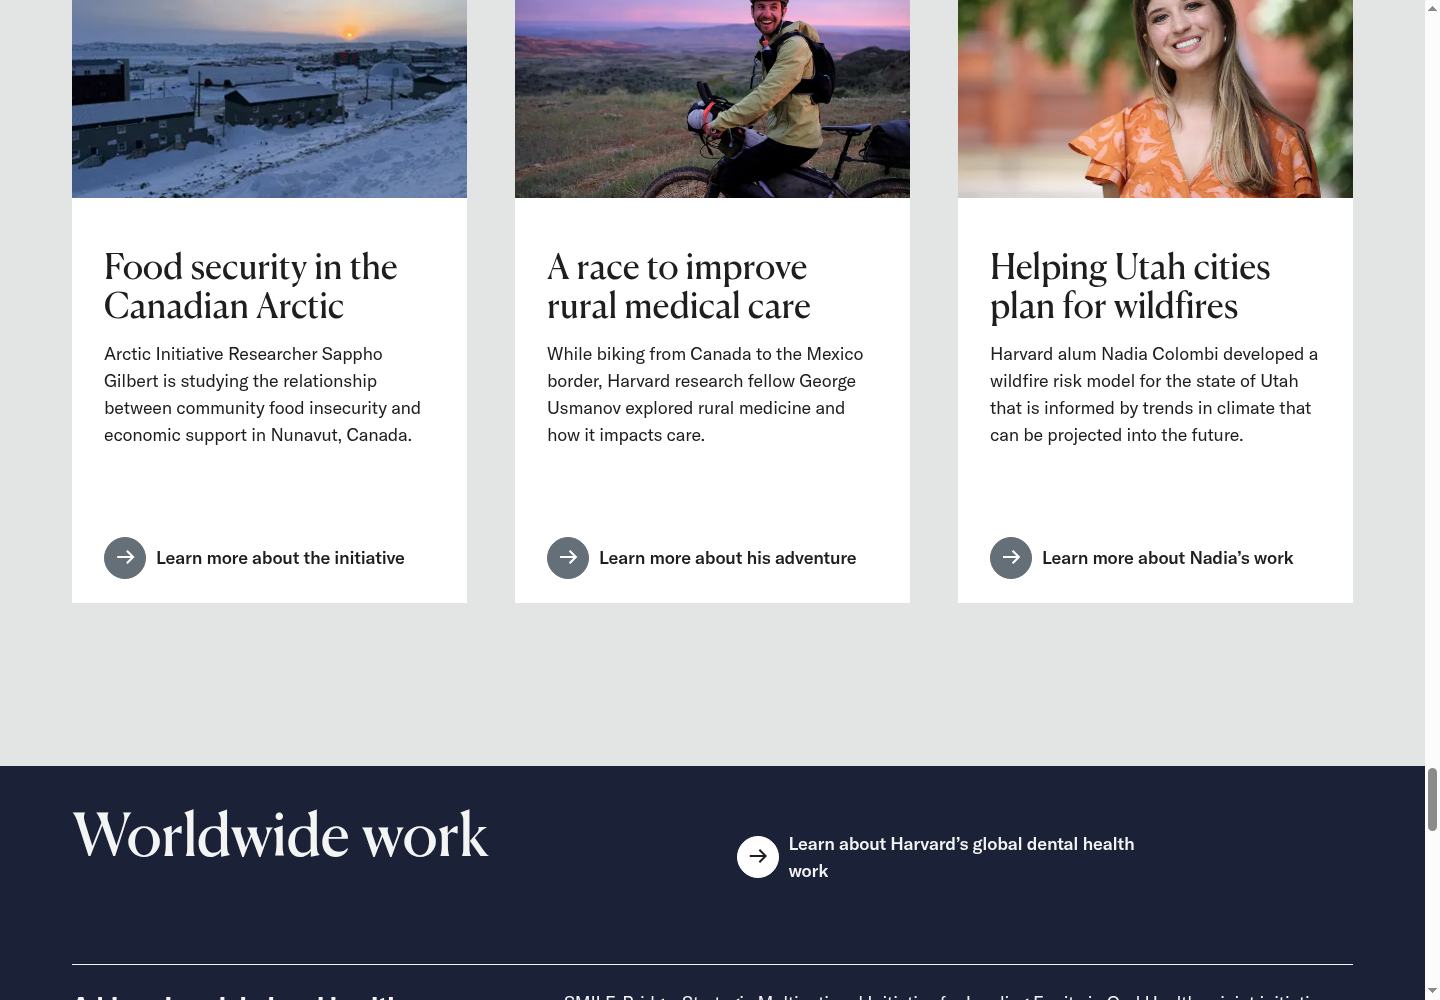 Food security in the
Canadian Arctic
Arctic Initiative Researcher Sappho
Gilbert is studying the relationship
between community food insecurity and
economic support in Nunavut, Canada.
Learn more about the initiative
A race to improve
rural medical care
While biking from Canada to the Mexico
border, Harvard research fellow George
Usmanov explored rural medicine and
how it impacts care.
Learn more about his adventure
Helping Utah cities
plan for wildfires
Harvard alum Nadia Colombi developed a
wildfire risk model for the state of Utah
that is informed by trends in climate that
can be projected into the future.
Learn more about Nadia’s work
Worldwide work
Learn about Harvard’s global dental health
work